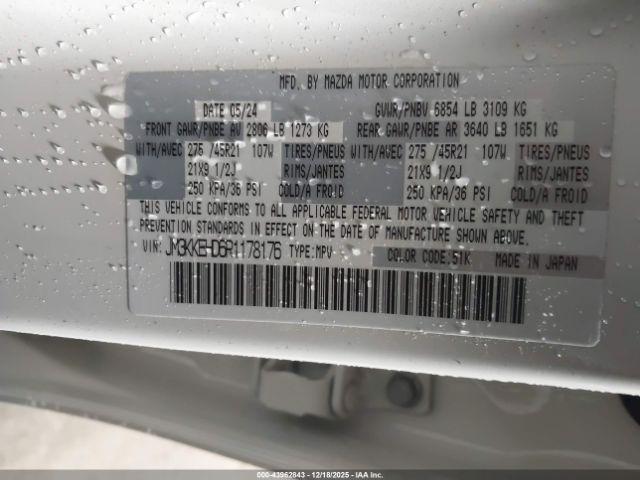 MFD. BY MAZDA MOTOR CORPORATION
DATE 05/24 GVWR/PNBV 6854 LB 3109 KG
FRONT GAWR/PNBE AV 2806 LB 1273 KG REAR GAWR/PNBE AR 3640 LB 1651 KG
WITH/AVEC 275 /45R21 107W TIRES/PNEUS WITH/AVEC 275 /45R21 107W TIRES/PNEUS
21X9 1/2J RIMS/JANTES 21X9 1/2J RIMS/JANTES
250 KPA/36 PSI COLD/A FROID 250 KPA/36 PSI COLD/A FROID
THIS VEHICLE CONFORMS TO ALL APPLICABLE FEDERAL MOTOR VEHICLE SAFETY AND THEFT
PREVENTION STANDARDS IN EFFECT ON THE DATE OF MANUFACTURE SHOWN ABOVE.
VIN: JM3KKEHD6R1178176 TYPE:MPV COLOR CODE:51K MADE IN JAPAN
000-43962843 - 12/18/2025 - IAAI.CA